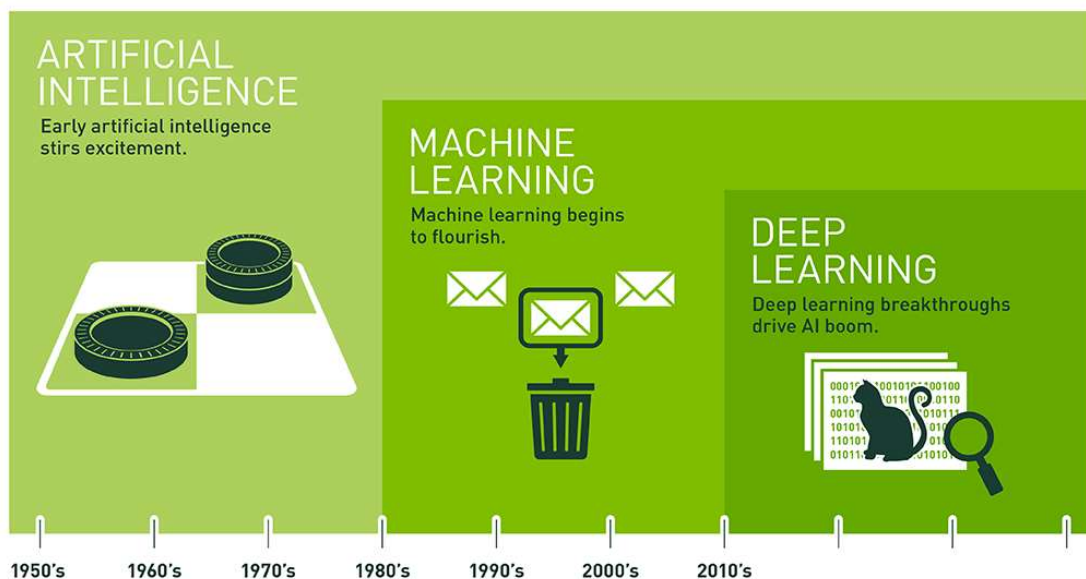 ARTIFICIAL
INTELLIGENCE
Early artificial intelligence
stirs excitement.
MACHINE
LEARNING
Machine learning begins
to flourish.
DEEP
LEARNING
Deep learning breakthroughs
drive AI boom.
1950's
1960's
1970's
1980's
1990's
2000's
2010's